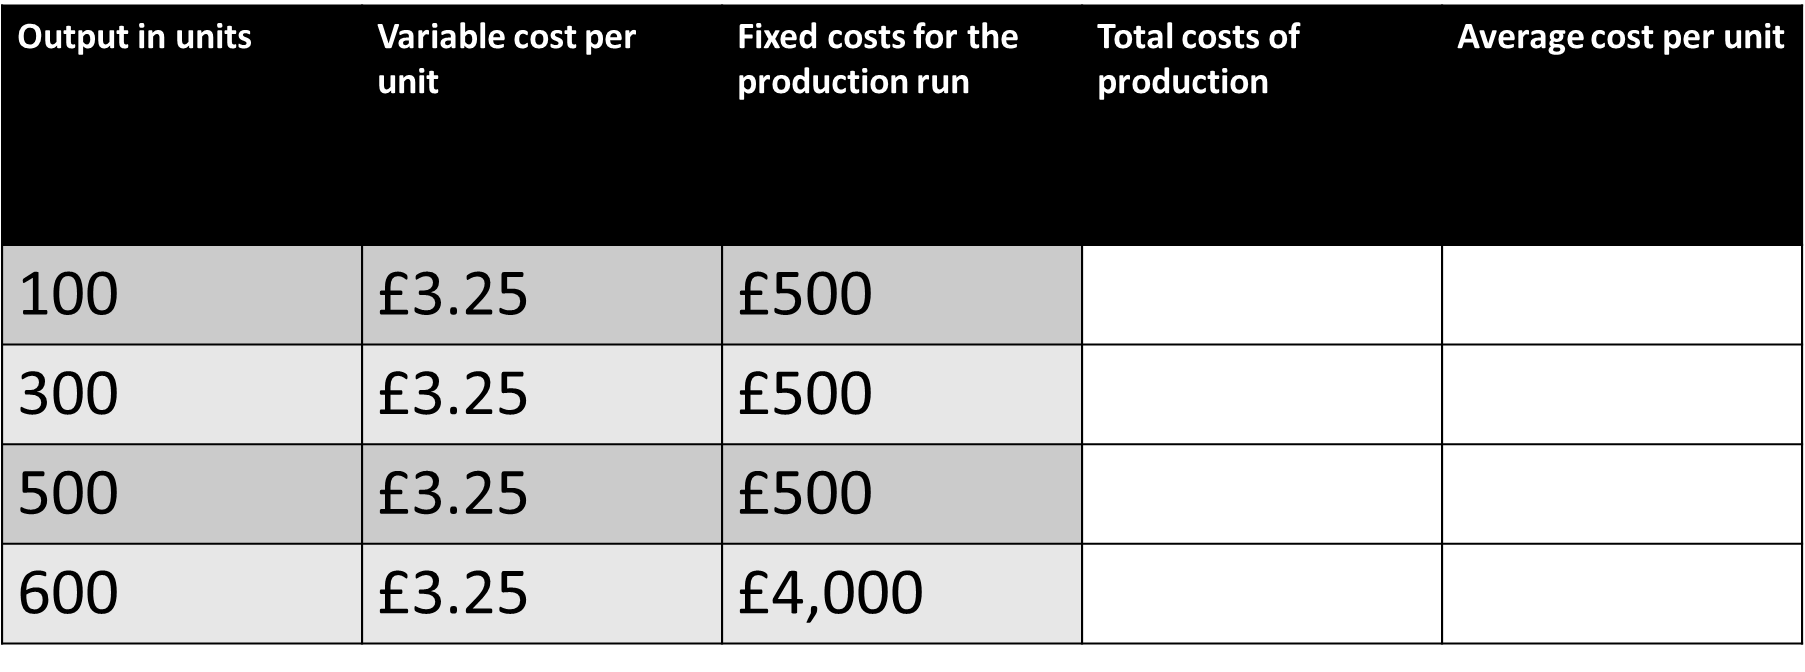 Output in units
Variable cost per
unit
Fixed costs for the
production run
Total costs of
production
Average cost per unit
100
£3.25
£500
300
£3.25
£500
500
£3.25
£500
600
£3.25
£4,000